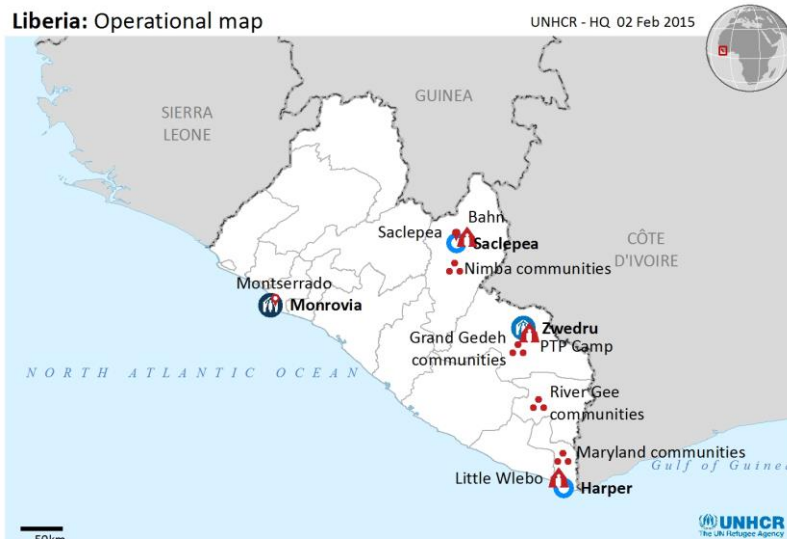 Liberia: Operational map
UNHCR - HQ 02 Feb 2015
GUINEA
SIERRA
LEONE
Bahn
Saclepea
Saclepea
CÔTE
D'IVOIRE
Nimba communities
Montserrado
Monrovia
Zwedru
Grand Gedeh
communities
PTP Camp
NORTH ATLANTIC OCEAN
River Gee
communities
Maryland communities
Gulf of Guinea
Little Wlebo
Harper
50km
UNHCR
The UN Refugee Agency